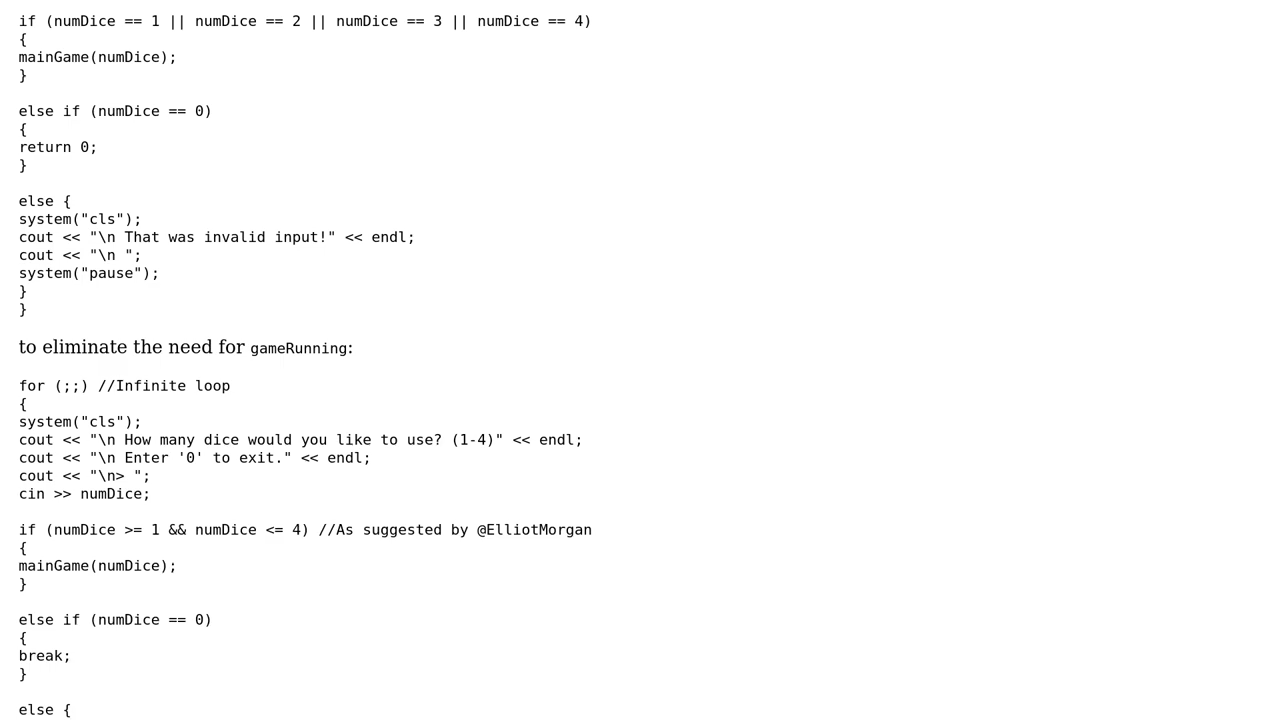 if (numDice == 1 || numDice == 2 || numDice == 3 || numDice == 4)
{
mainGame(numDice);
}

else if (numDice == 0)
{
return 0;
}

else {
system("cls");
cout << "\n That was invalid input!" << endl;
cout << "\n ";
system("pause");
}
}

to eliminate the need for gameRunning:

for (;;) //Infinite loop
{
system("cls");
cout << "\n How many dice would you like to use? (1-4)" << endl;
cout << "\n Enter '0' to exit." << endl;
cout << "\n> ";
cin >> numDice;

if (numDice >= 1 && numDice <= 4) //As suggested by @ElliotMorgan
{
mainGame(numDice);
}

else if (numDice == 0)
{
break;
}

else {